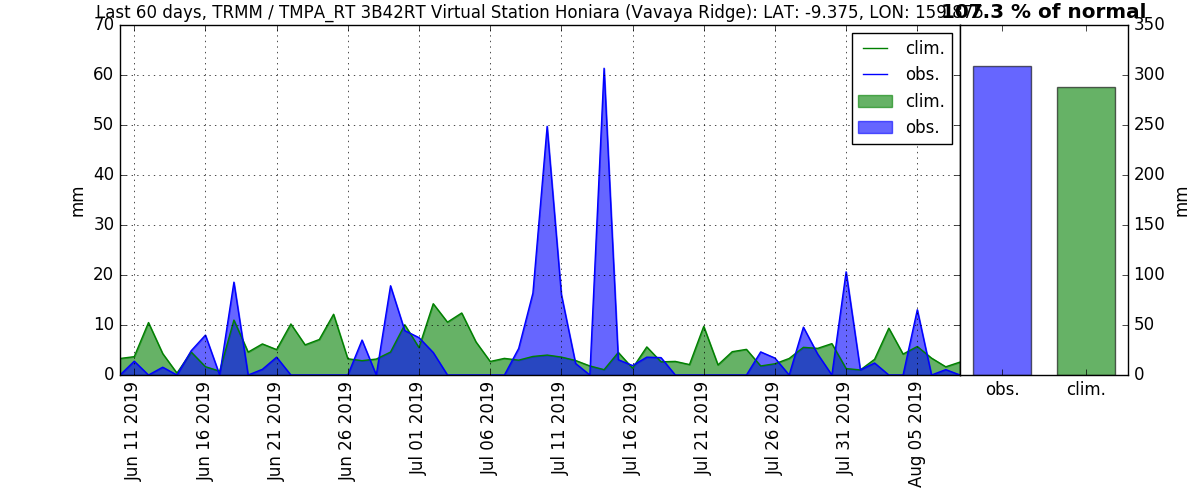 Last 60 days, TRMM / TMPA_RT 3B42RT Virtual Station Honiara (Vavaya Ridge): LAT: -9.375, LON:
107.3 % of normal
70
60
50
40
30
20
10
0
mm
clim.
obs.
clim.
obs.
350
300
250
200
150
100
50
0
mm
Jun 11 2019
Jun 16 2019
Jun 21 2019
Jun 26 2019
Jul 01 2019
Jul 06 2019
Jul 11 2019
Jul 16 2019
Jul 21 2019
Jul 26 2019
Jul 31 2019
Aug 05 2019
obs.
clim.